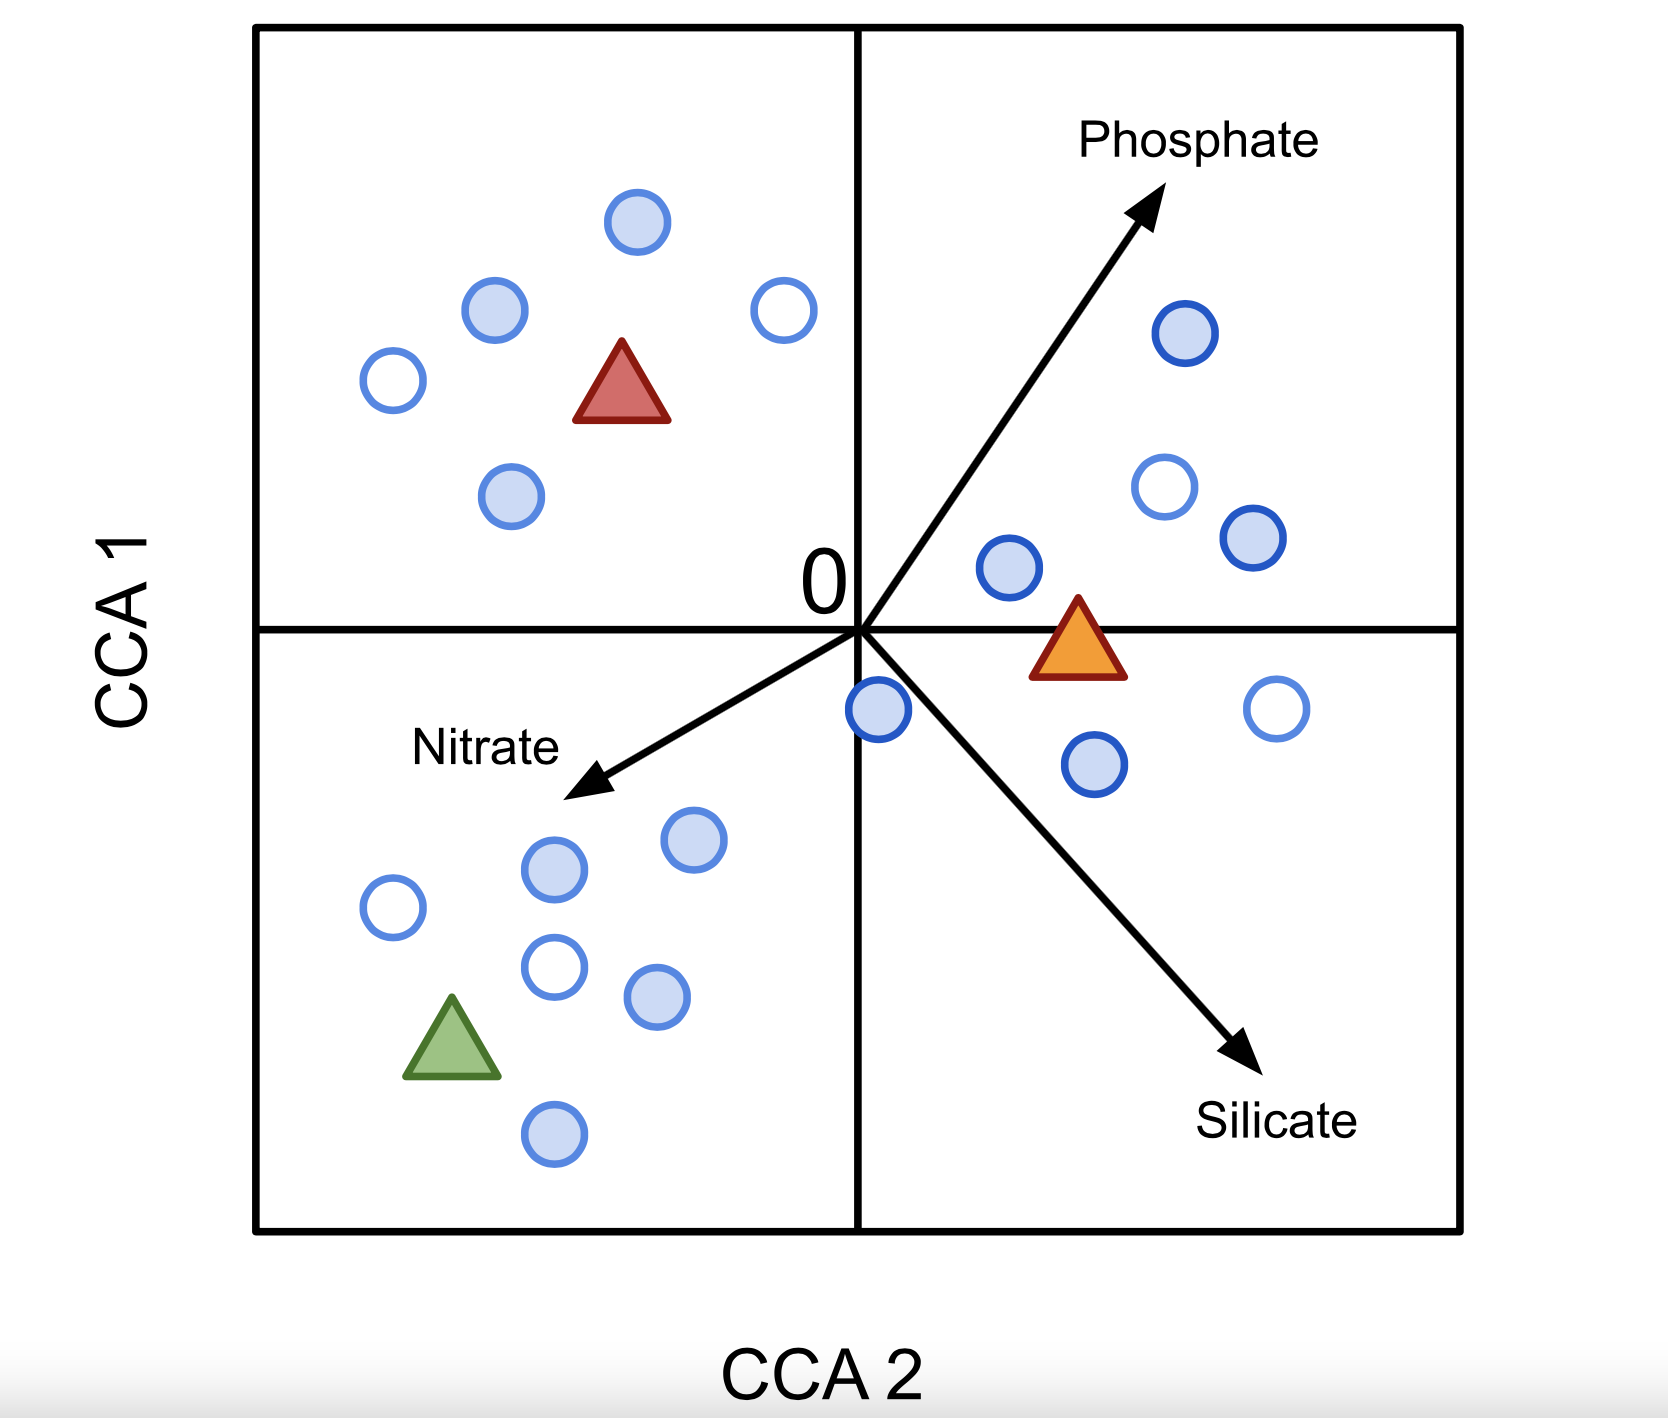 Phosphate
0
CCA 1
Nitrate
Silicate
CCA 2